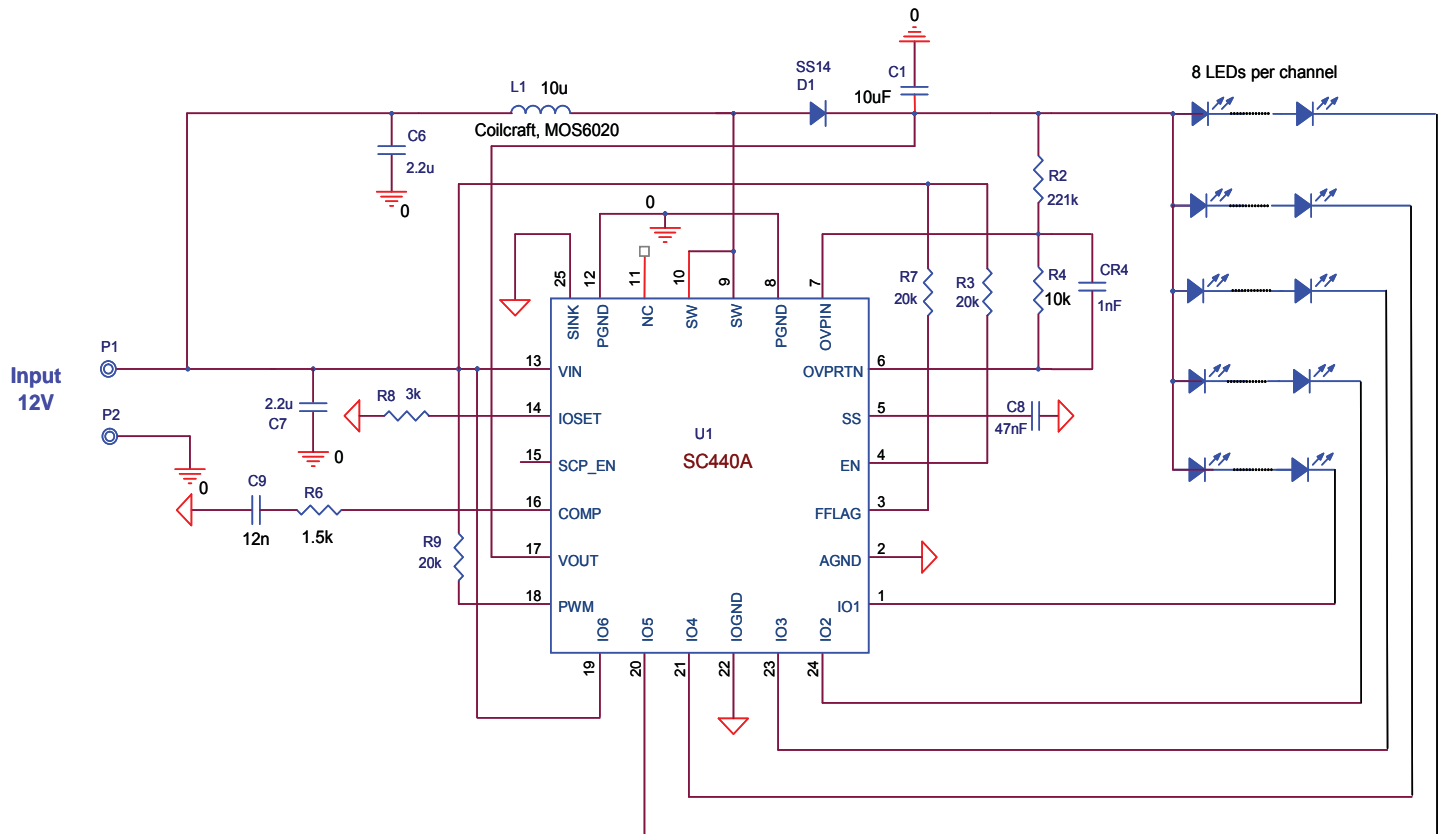 0
SS14
D1
C1
10uF
8 LEDs per channel
L1
10u
Coilcraft, MOS6020
C6
2.2u
0
R2
221k
0
25
12
11
10
9
8
7
SINK
PGND
NC
SW
SW
PGND
OVPIN
R7
20k
R3
20k
R4
10k
CR4
1nF
P1
Input
12V
P2
0
2.2u
C7
0
R8
3k
C9
12n
R6
1.5k
R9
20k
13
VIN
14
IOSET
15
SCP_EN
16
COMP
17
VOUT
18
PWM
U1
SC440A
6
OVPRTN
5
SS
4
EN
3
FFLAG
2
AGND
1
IO1
C8
47nF
IO6
IO5
IO4
IOGND
IO3
IO2
19
20
21
22
23
24